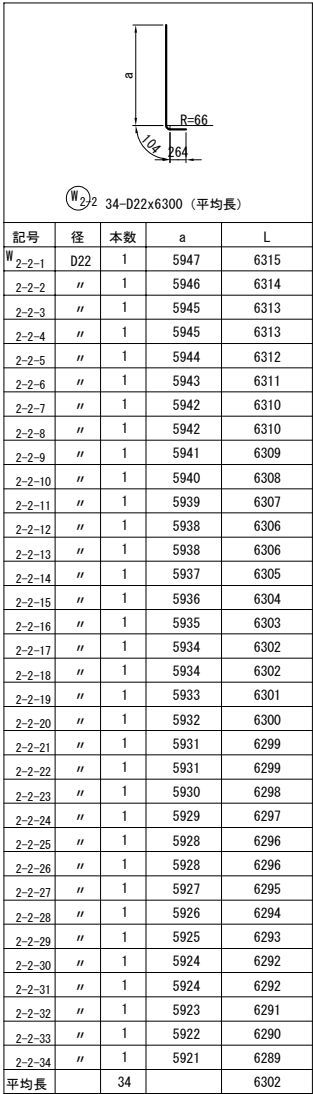 a
R=66
104
264
W2-2 34-D22x6300 (平均長)
記号 径 本数 a L
W2-2-1 D22 1 5947 6315
2-2-2 〃 1 5946 6314
2-2-3 〃 1 5945 6313
2-2-4 〃 1 5945 6313
2-2-5 〃 1 5944 6312
2-2-6 〃 1 5943 6311
2-2-7 〃 1 5942 6310
2-2-8 〃 1 5942 6310
2-2-9 〃 1 5941 6309
2-2-10 〃 1 5940 6308
2-2-11 〃 1 5939 6307
2-2-12 〃 1 5938 6306
2-2-13 〃 1 5938 6306
2-2-14 〃 1 5937 6305
2-2-15 〃 1 5936 6304
2-2-16 〃 1 5935 6303
2-2-17 〃 1 5934 6302
2-2-18 〃 1 5934 6302
2-2-19 〃 1 5933 6301
2-2-20 〃 1 5932 6300
2-2-21 〃 1 5931 6299
2-2-22 〃 1 5931 6299
2-2-23 〃 1 5930 6298
2-2-24 〃 1 5929 6297
2-2-25 〃 1 5928 6296
2-2-26 〃 1 5928 6296
2-2-27 〃 1 5927 6295
2-2-28 〃 1 5926 6294
2-2-29 〃 1 5925 6293
2-2-30 〃 1 5924 6292
2-2-31 〃 1 5924 6292
2-2-32 〃 1 5923 6291
2-2-33 〃 1 5922 6290
2-2-34 〃 1 5921 6289
平均長 34 6302